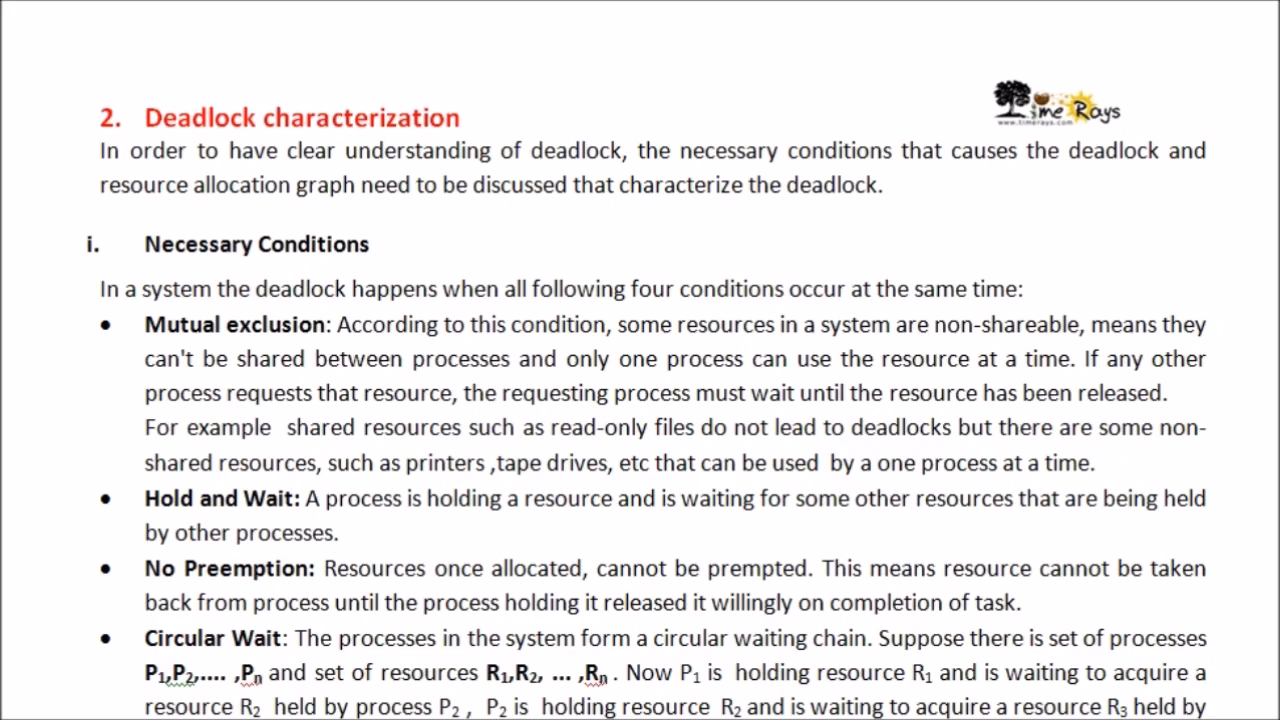 Time Rays
www.timerays.com
2. Deadlock characterization
In order to have clear understanding of deadlock, the necessary conditions that causes the deadlock and
resource allocation graph need to be discussed that characterize the deadlock.
i. Necessary Conditions
In a system the deadlock happens when all following four conditions occur at the same time:
• Mutual exclusion: According to this condition, some resources in a system are non-shareable, means they
can't be shared between processes and only one process can use the resource at a time. If any other
process requests that resource, the requesting process must wait until the resource has been released.
For example shared resources such as read-only files do not lead to deadlocks but there are some non-
shared resources, such as printers ,tape drives, etc that can be used by a one process at a time.
• Hold and Wait: A process is holding a resource and is waiting for some other resources that are being held
by other processes.
• No Preemption: Resources once allocated, cannot be prempted. This means resource cannot be taken
back from process until the process holding it released it willingly on completion of task.
• Circular Wait: The processes in the system form a circular waiting chain. Suppose there is set of processes
P₁,P₂,.... ,Pₙ and set of resources R₁,R₂, ... ,Rₙ . Now P₁ is holding resource R₁ and is waiting to acquire a
resource R₂ held by process P₂ , P₂ is holding resource R₂ and is waiting to acquire a resource R₃ held by